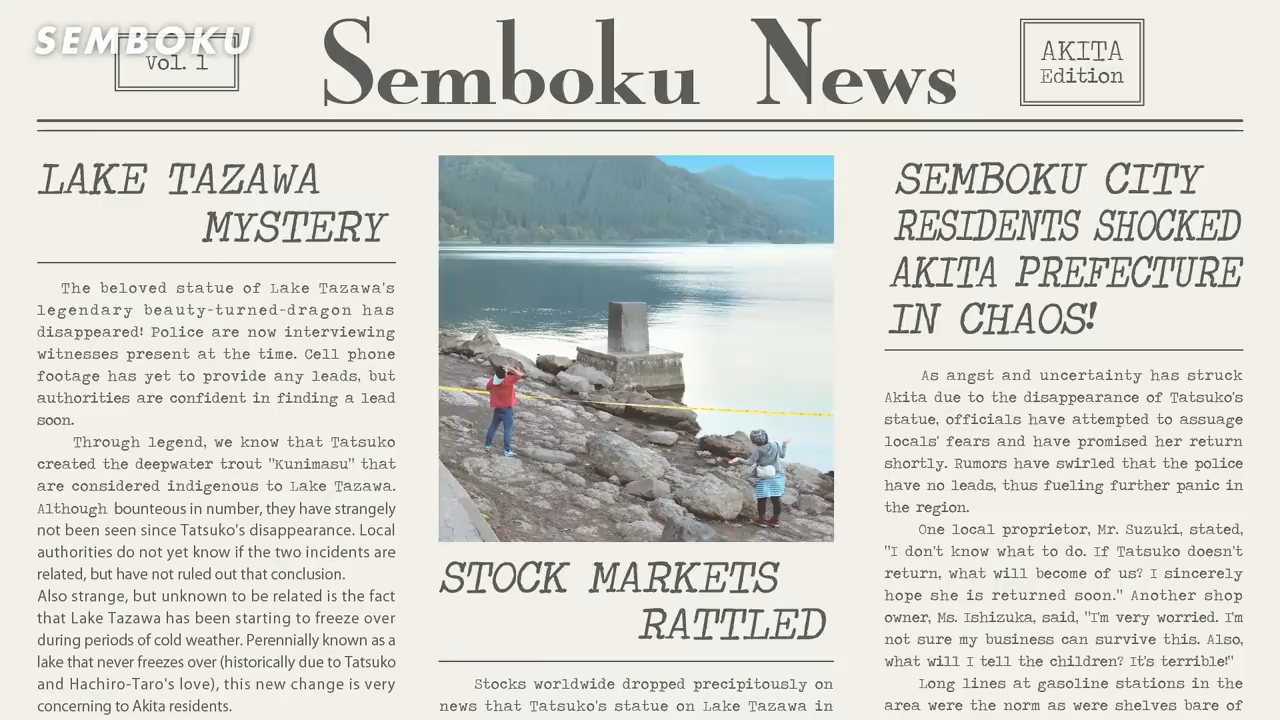 SEMBOKU
Vol. 1
Semboku News
AKITA
Edition
LAKE TAZAWA
MYSTERY
The beloved statue of Lake Tazawa's
legendary beauty-turned-dragon has
disappeared! Police are now interviewing
witnesses present at the time. Cell phone
footage has yet to provide any leads, but
authorities are confident in finding a lead
soon.
Through legend, we know that Tatsuko
created the deepwater trout "Kunimasu" that
are considered indigenous to Lake Tazawa.
Although bounteous in number, they have strangely
not been seen since Tatsuko's disappearance. Local
authorities do not yet know if the two incidents are
related, but have not ruled out that conclusion.
Also strange, but unknown to be related is the fact
that Lake Tazawa has been starting to freeze over
during periods of cold weather. Perennially known as a
lake that never freezes over (historically due to Tatsuko
and Hachiro-Taro's love), this new change is very
concerning to Akita residents.
STOCK MARKETS
RATTLED
Stocks worldwide dropped precipitously on
news that Tatsuko's statue on Lake Tazawa in
SEMBOKU CITY
RESIDENTS SHOCKED
AKITA PREFECTURE
IN CHAOS!
As angst and uncertainty has struck
Akita due to the disappearance of Tatsuko's
statue, officials have attempted to assuage
locals' fears and have promised her return
shortly. Rumors have swirled that the police
have no leads, thus fueling further panic in
the region.
One local proprietor, Mr. Suzuki, stated,
"I don't know what to do. If Tatsuko doesn't
return, what will become of us? I sincerely
hope she is returned soon." Another shop
owner, Ms. Ishizuka, said, "I'm very worried. I'm
not sure my business can survive this. Also,
what will I tell the children? It's terrible!"
Long lines at gasoline stations in the
area were the norm as were shelves bare of